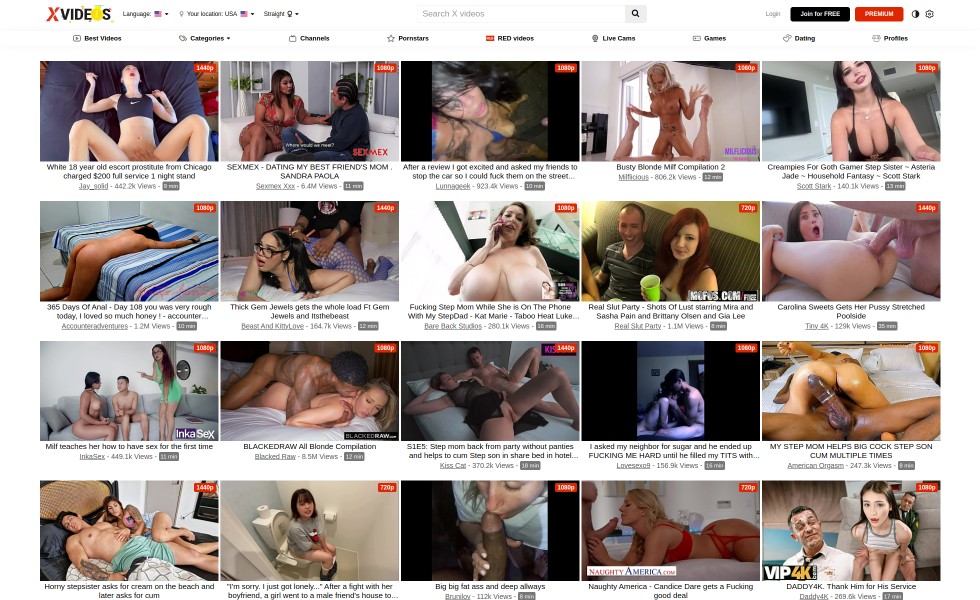 XVIDEOS
Language:
Your location: USA
Straight
Search X videos
Login
Join for FREE
PREMIUM
Best Videos
Categories
Channels
Pornstars
RED videos
Live Cams
Games
Dating
Profiles
1440p
1080p
1080p
1080p
1080p
Where would we meet?
SEXMEX
MILFLICIOUS
White 18 year old escort prostitute from Chicago
charged $200 full service 1 night stand
Jay_solid - 442.2k Views - 9 min
SEXMEX - DATING MY BEST FRIEND'S MOM .
SANDRA PAOLA
Sexmex Xxx - 6.4M Views - 11 min
After a review I got excited and asked my friends to
stop the car so I could fuck them on the street...
Lunnageek - 923.4k Views - 10 min
Busty Blonde Milf Compilation 2
Milflicious - 806.2k Views - 12 min
Creampies For Goth Gamer Step Sister ~ Asteria
Jade ~ Household Fantasy ~ Scott Stark
Scott Stark - 140.1k Views - 13 min
1080p
1440p
1080p
720p
1440p
MOFOS.COM
365 Days Of Anal - Day 108 you was very rough
today, I loved so much honey ! - accounter...
Accounteradventures - 1.2M Views - 10 min
Thick Gem Jewels gets the whole load Ft Gem
Jewels and Itsthebeast
Beast And KittyLove - 164.7k Views - 12 min
Fucking Step Mom While She is On The Phone
With My StepDad - Kat Marie - Taboo Heat Luke...
Bare Back Studios - 280.1k Views - 16 min
Real Slut Party - Shots Of Lust starring Mira and
Sasha Pain and Brittany Olsen and Gia Lee
Real Slut Party - 1.1M Views - 8 min
Carolina Sweets Gets Her Pussy Stretched
Poolside
Tiny 4K - 129k Views - 35 min
1080p
1080p
1440p
1080p
1080p
InkaSex
BLACKEDRAW.com
Milf teaches her how to have sex for the first time
InkaSex - 449.1k Views - 11 min
BLACKEDRAW All Blonde Compilation
Blacked Raw - 8.5M Views - 12 min
S1E5: Step mom back from party without panties
and helps to cum Step son in share bed in hotel...
Kiss Cat - 370.2k Views - 18 min
I asked my neighbor for sugar and he ended up
FUCKING ME HARD until he filled my TITS with...
Lovesexo9 - 156.9k Views - 16 min
MY STEP MOM HELPS BIG COCK STEP SON
CUM MULTIPLE TIMES
American Orgasm - 247.3k Views - 9 min
1440p
720p
1080p
720p
1080p
NAUGHTY AMERICA.COM
VIP4K
Horny stepsister asks for cream on the beach and
later asks for cum
"I'm sorry, I just got lonely..." After a fight with her
boyfriend, a girl went to a male friend's house to...
Big big fat ass and deep allways
Brunilov - 112k Views - 8 min
Naughty America - Candice Dare gets a Fucking
good deal
DADDY4K. Thank Him for His Service
Daddy4k - 269.6k Views - 17 min